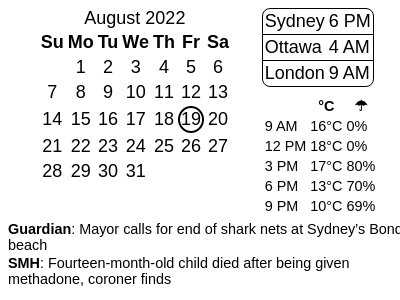 August 2022
Su Mo Tu We Th Fr Sa
1 2 3 4 5 6
7 8 9 10 11 12 13
14 15 16 17 18 19 20
21 22 23 24 25 26 27
28 29 30 31
Sydney 6 PM
Ottawa 4 AM
London 9 AM
°C ☂
9 AM 16°C 0%
12 PM 18°C 0%
3 PM 17°C 80%
6 PM 13°C 70%
9 PM 10°C 69%
Guardian: Mayor calls for end of shark nets at Sydney's Bond
beach
SMH: Fourteen-month-old child died after being given
methadone, coroner finds